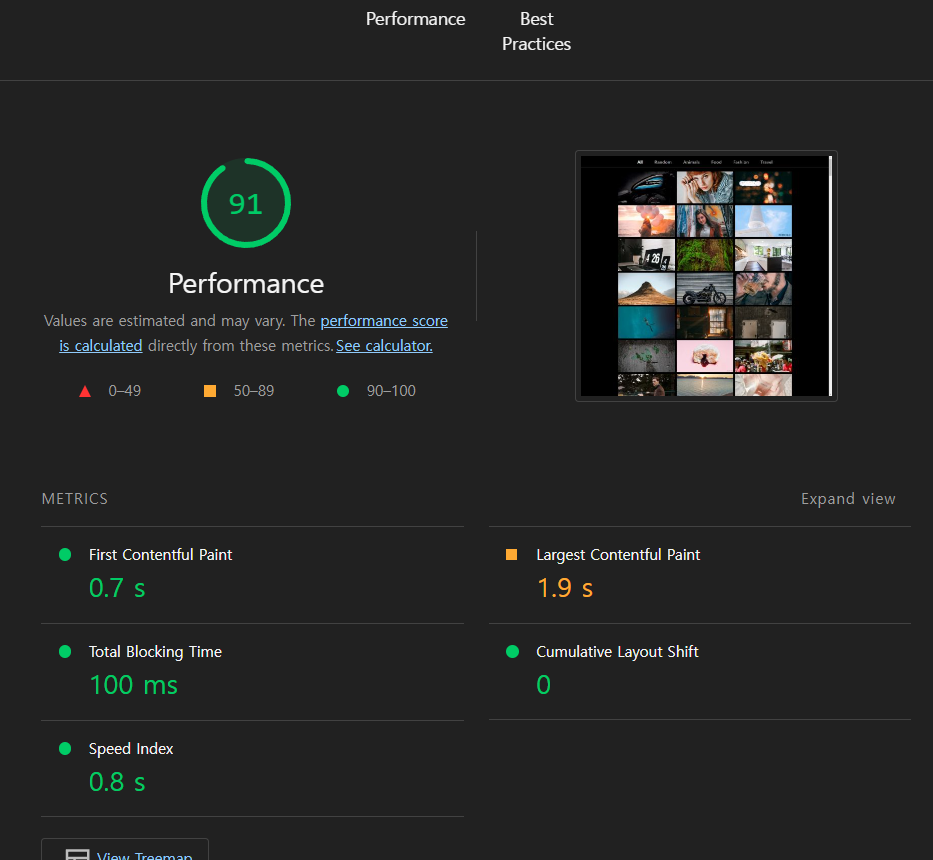 Performance
Best
Practices
91
All Random Animals Food Fashion Travel
Performance
Values are estimated and may vary. The performance score
is calculated directly from these metrics. See calculator.
0–49
50–89
90–100
4 26
METRICS
Expand view
First Contentful Paint
0.7 s
Largest Contentful Paint
1.9 s
Total Blocking Time
100 ms
Cumulative Layout Shift
0
Speed Index
0.8 s
View Treemap